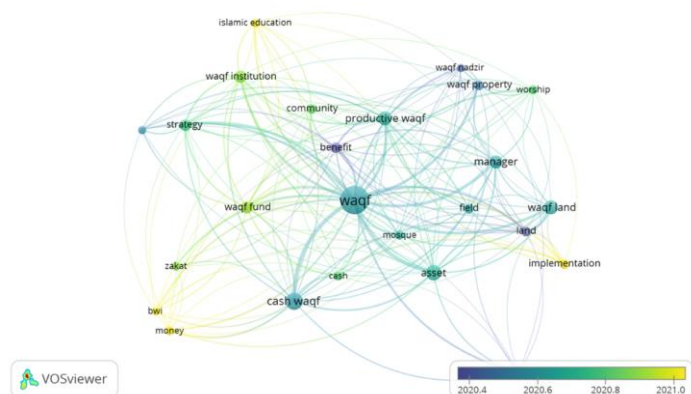 islamic education
waqf institution
waqf nadzir
waqf property
worship
community
productive waqf
strategy
benefit
manager
waqf
waqf fund
field
waqf land
land
mosque
implementation
zakat
cash
asset
cash waqf
bwi
money
VOSviewer
2020.4 2020.6 2020.8 2021.0